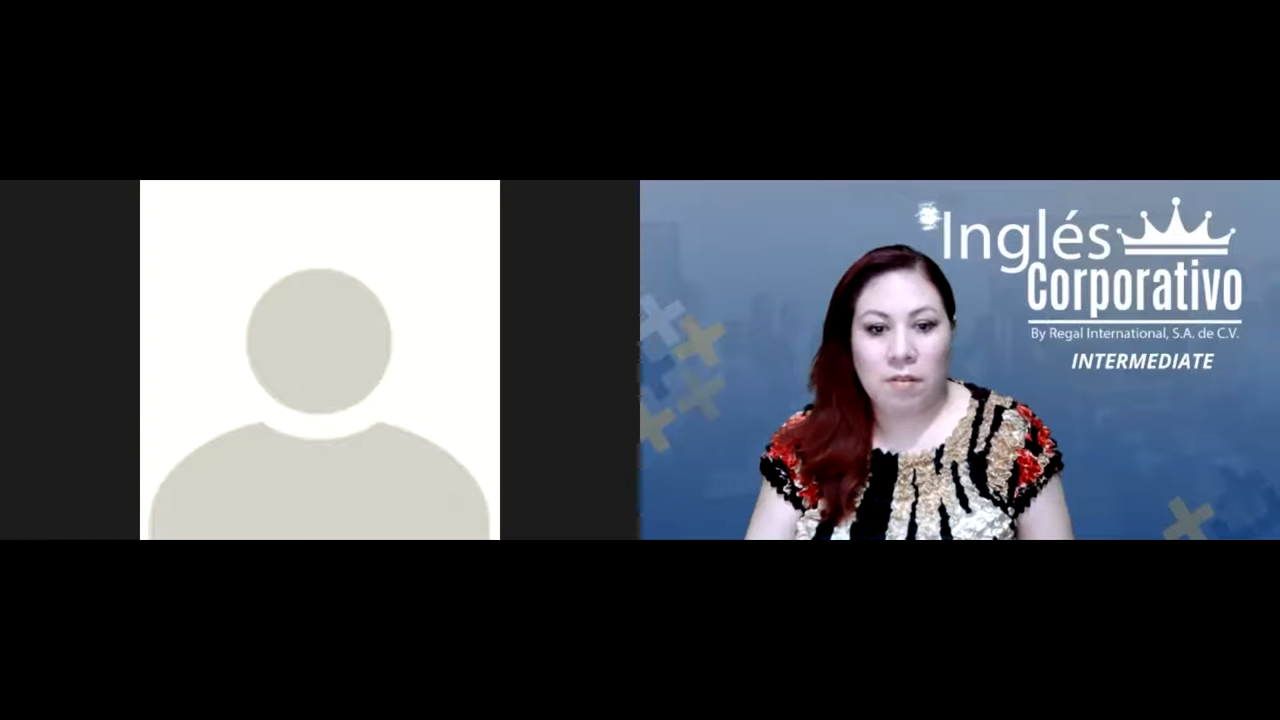 Inglés
Corporativo
By Regal International, S.A. de C.V.
INTERMEDIATE